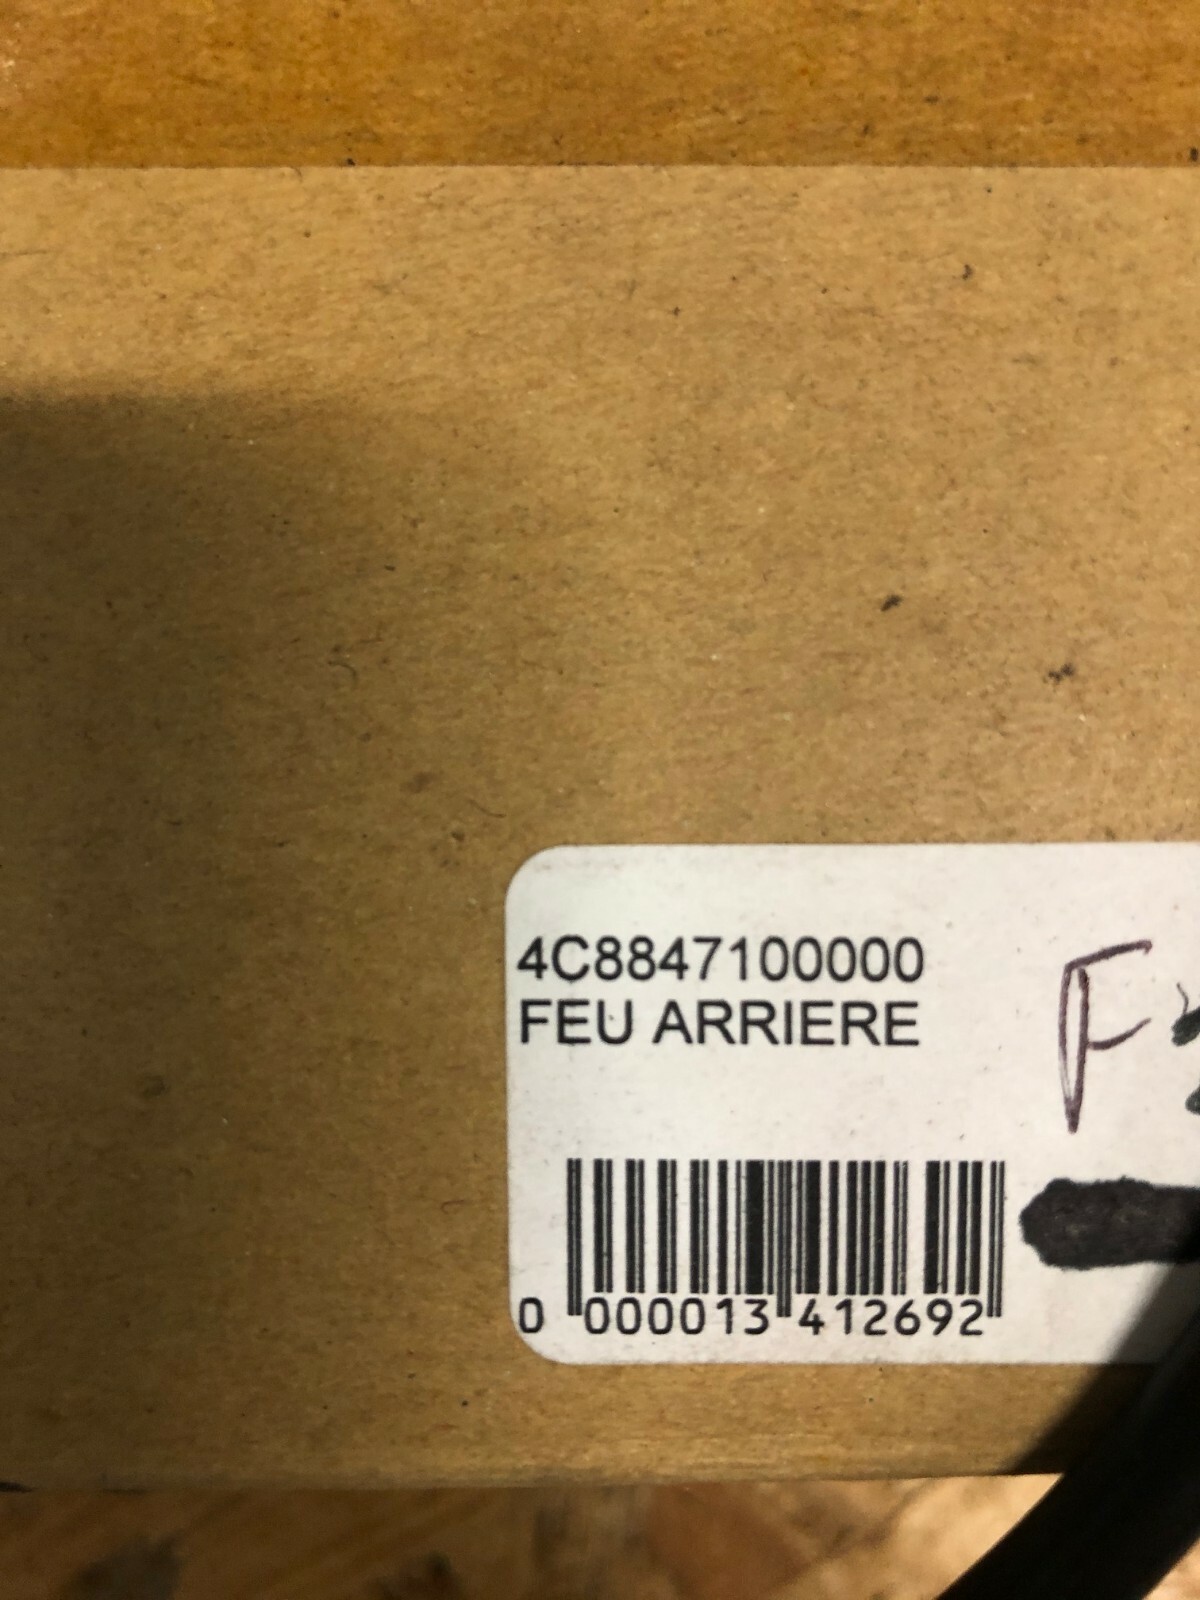 4C8847100000
FEU ARRIERE
F
0 000013 412692